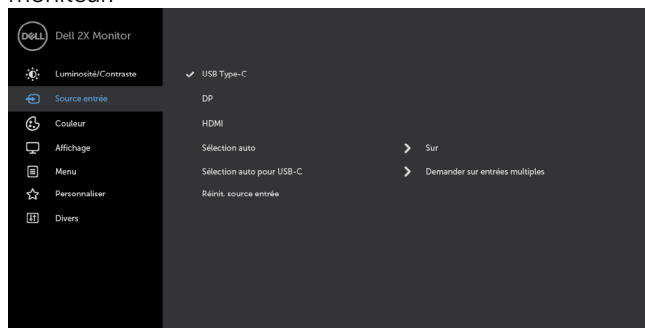 DELL
Dell 2X Monitor
Luminosité/Contraste
USB Type-C
Source entrée
DP
Couleur
HDMI
Affichage
Sélection auto
Sur
Menu
Sélection auto pour USB-C
Demander sur entrées multiples
Personnaliser
Réinit. source entrée
Divers